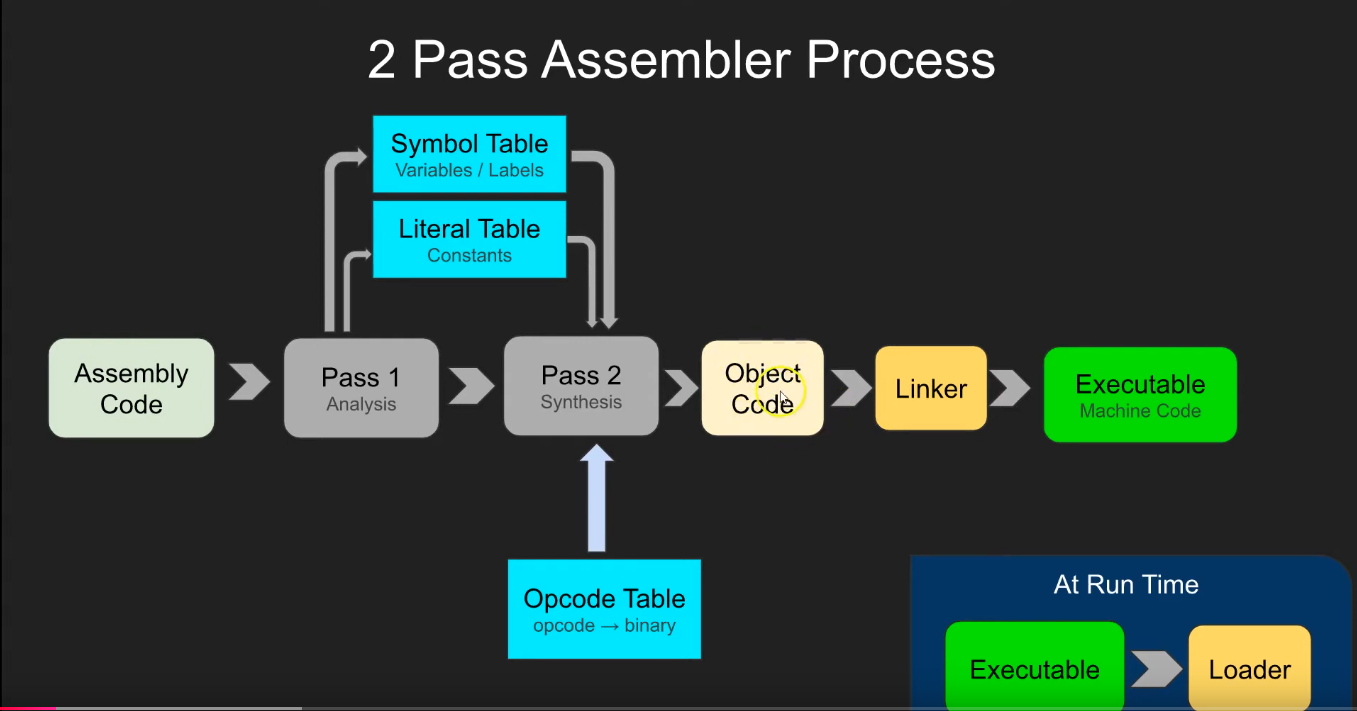 2 Pass Assembler Process
Symbol Table
Variables / Labels
Literal Table
Constants
Assembly
Code
Pass 1
Analysis
Pass 2
Synthesis
Object
Code
Linker
Executable
Machine Code
Opcode Table
opcode → binary
At Run Time
Executable
Loader